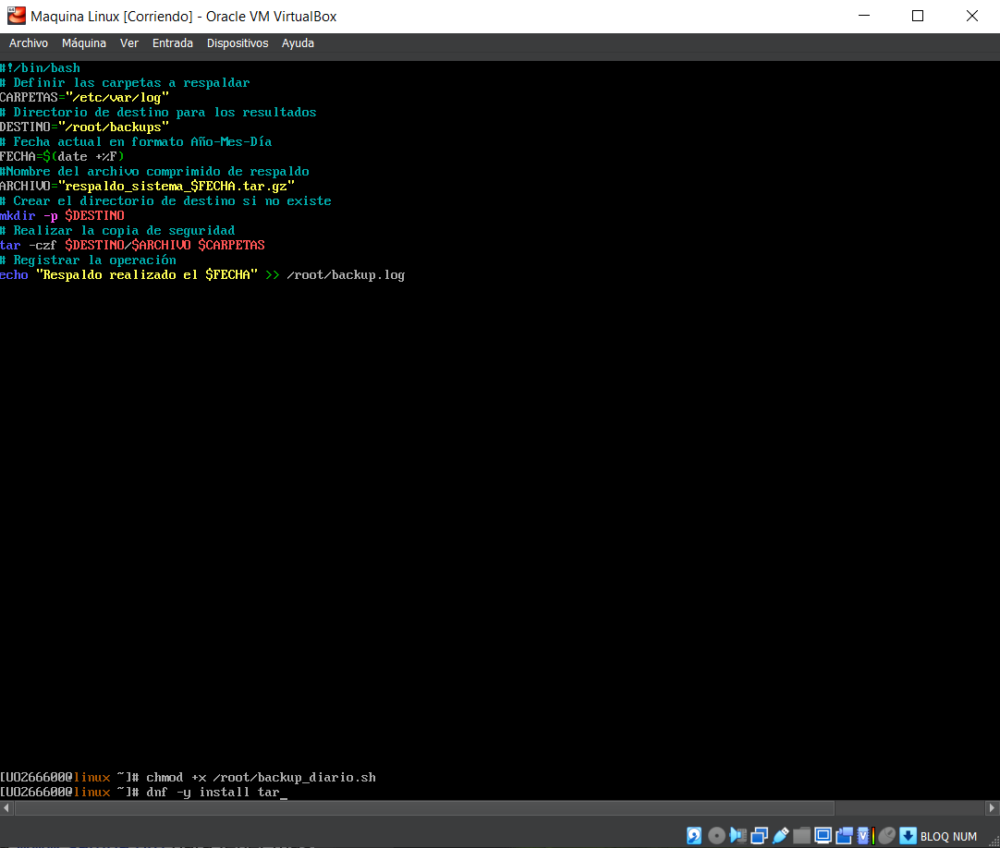 Maquina Linux [Corriendo] - Oracle VM VirtualBox
Archivo Máquina Ver Entrada Dispositivos Ayuda
#!/bin/bash
# Definir las carpetas a respaldar
CARPETAS="/etc/var/log"
# Directorio de destino para los resultados
DESTINO="/root/backups"
# Fecha actual en formato Año-Mes-Día
FECHA=$(date +%F)
#Nombre del archivo comprimido de respaldo
ARCHIVO="respaldo_sistema_$FECHA.tar.gz"
# Crear el directorio de destino si no existe
mkdir -p $DESTINO
# Realizar la copia de seguridad
tar -czf $DESTINO/$ARCHIVO $CARPETAS
# Registrar la operación
echo "Respaldo realizado el $FECHA" >> /root/backup.log
[UO266600@linux ~]# chmod +x /root/backup_diario.sh
[UO266600@linux ~]# dnf -y install tar_
BLOQ NUM